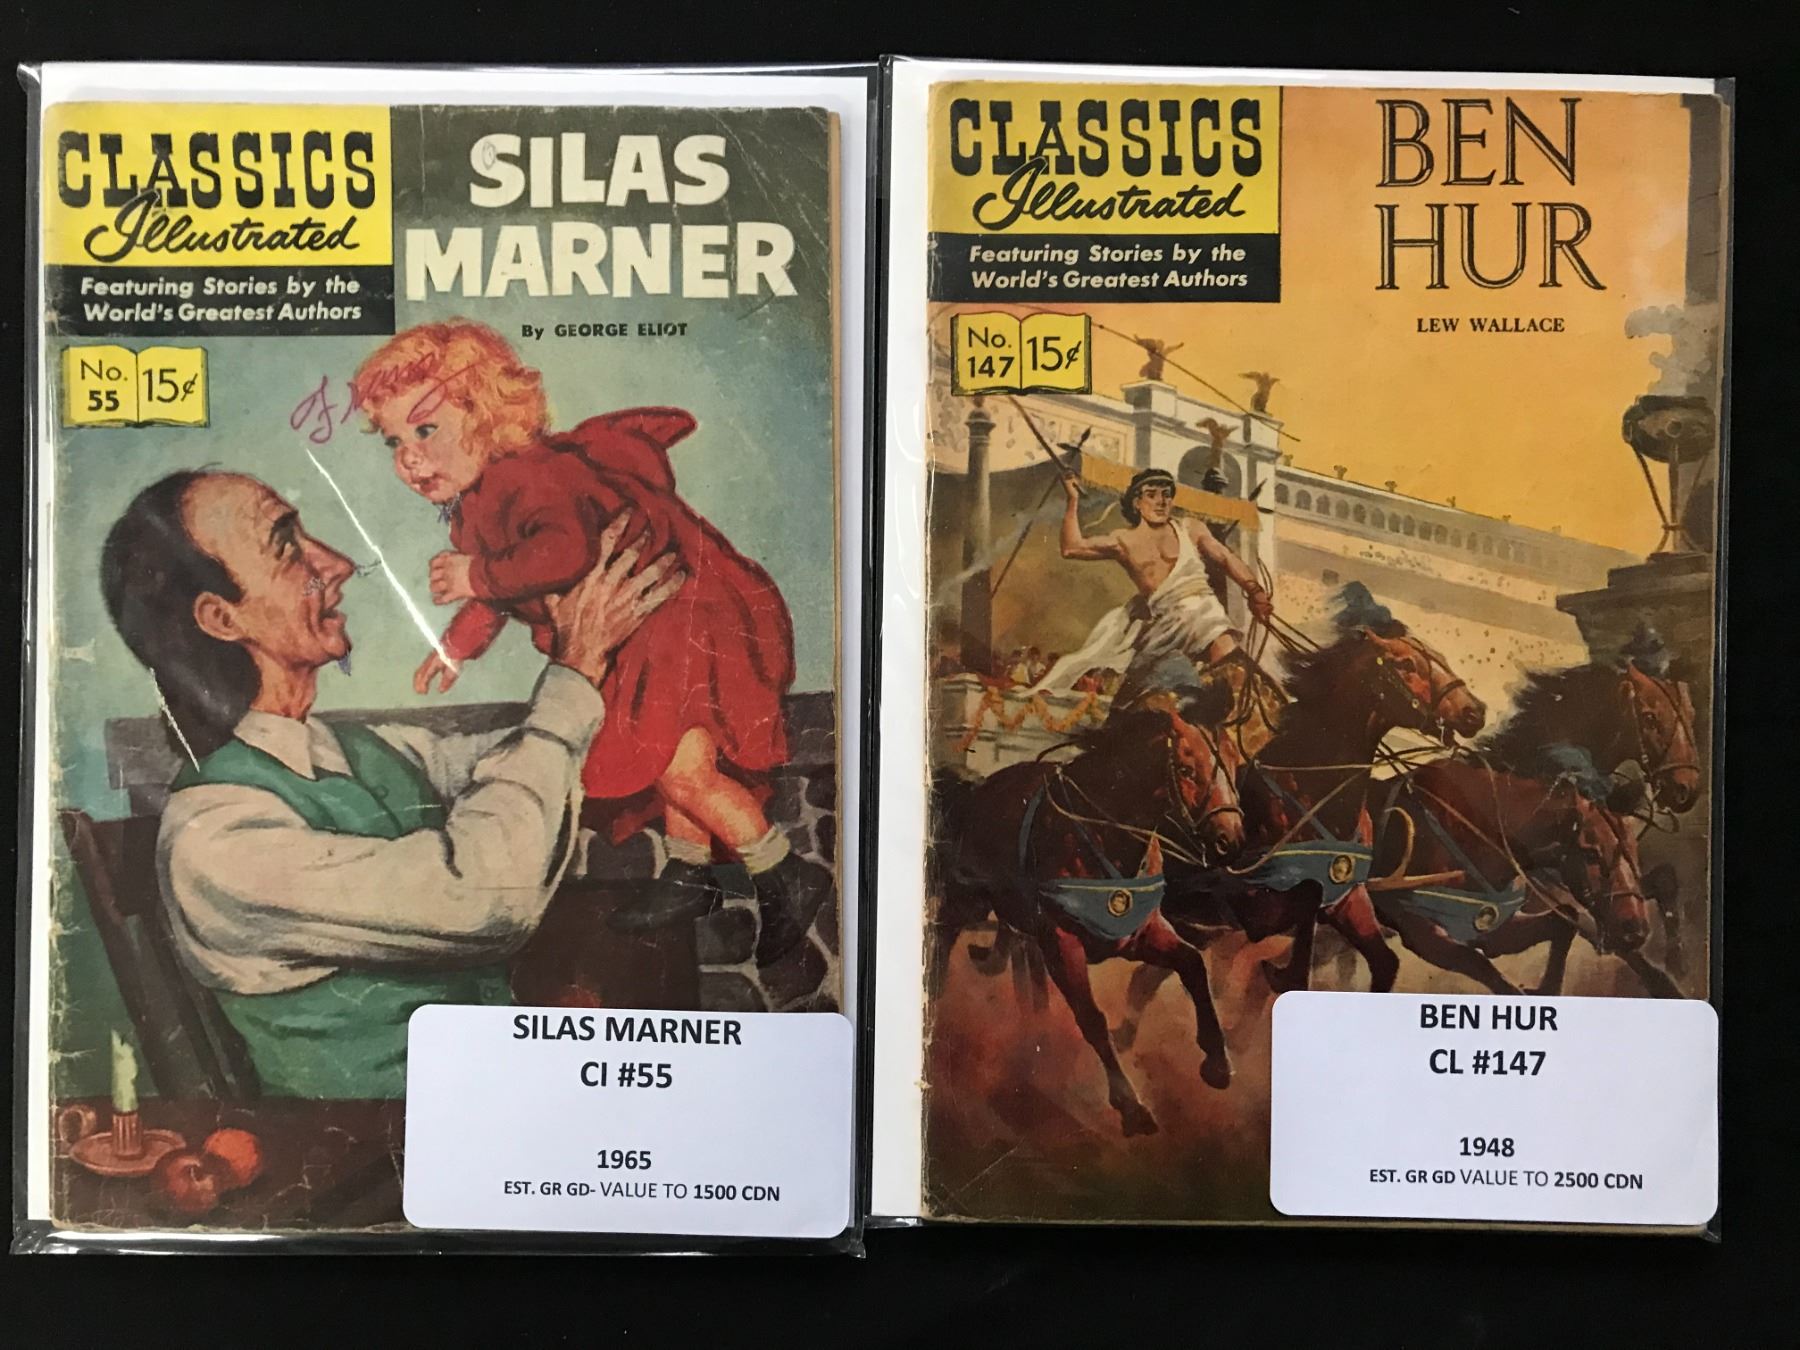 CLASSICS
Illustrated
Featuring Stories by the
World's Greatest Authors
No.
55
15¢
SILAS
MARNER
By GEORGE ELIOT
SILAS MARNER
CI #55
1965
EST. GR GD- VALUE TO 1500 CDN
CLASSICS
Illustrated
Featuring Stories by the
World's Greatest Authors
No.
147
15¢
BEN
HUR
LEW WALLACE
BEN HUR
CL #147
1948
EST. GR GD VALUE TO 2500 CDN